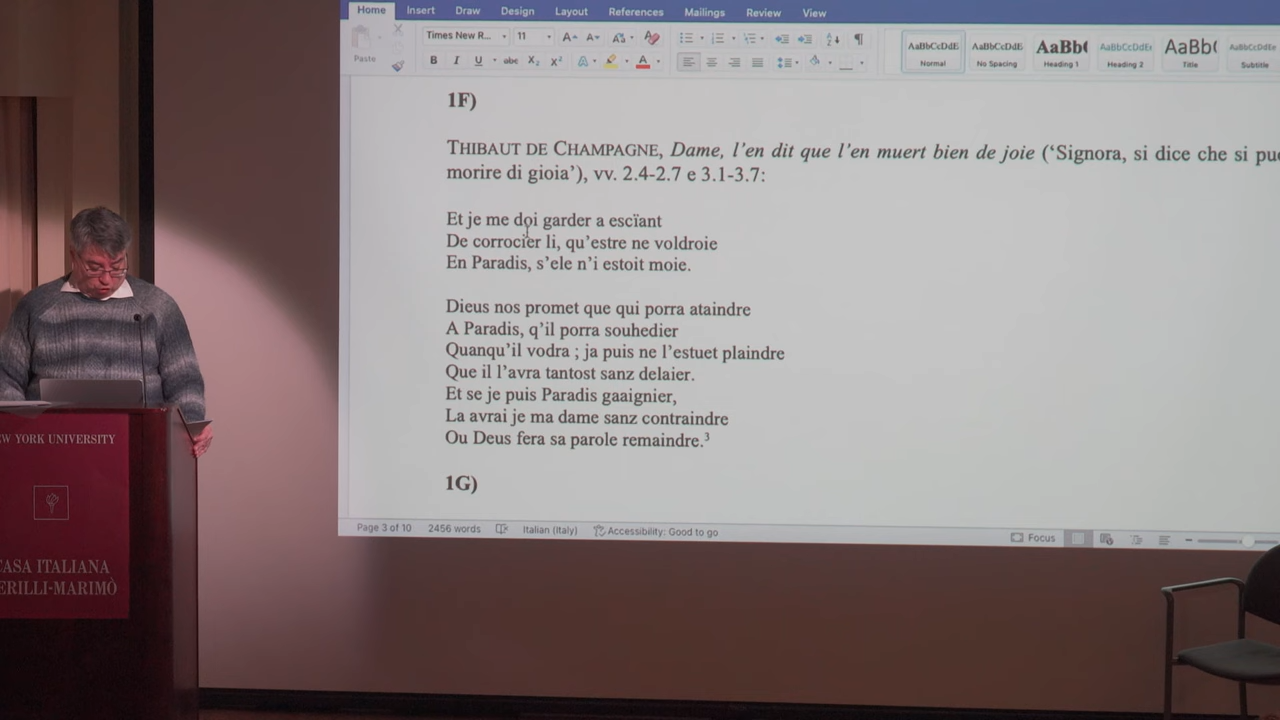 Home Insert Draw Design Layout References Mailings Review View
Times New R... 11
Paste
AaBbCcDdE AaBbCcDdE AaBb( AaBbCcDdEe AaBb( AaBbCcDdEe
Normal No Spacing Heading 1 Heading 2 Title Subtitle
1F)
THIBAUT DE CHAMPAGNE, Dame, l'en dit que l'en muert bien de joie ('Signora, si dice che si
morire di gioia'), vv. 2.4-2.7 e 3.1-3.7:
Et je me doi garder a escïant
De corrocier li, qu'estre ne voldroie
En Paradis, s'ele n'i estoit moie.
Dieus nos promet que qui porra ataindre
A Paradis, q'il porra souhedier
Quanqu'il vodra ; ja puis ne l'estuet plaindre
Que il l'avra tantost sanz delaier.
Et se je puis Paradis gaaignier,
La avrai je ma dame sanz contraindre
Ou Deus fera sa parole remaindre.³
1G)
Page 3 of 10 2456 words Italian (Italy) Accessibility: Good to go Focus
EW YORK UNIVERSITY
CASA ITALIANA
ERILLI-MARIMÒ